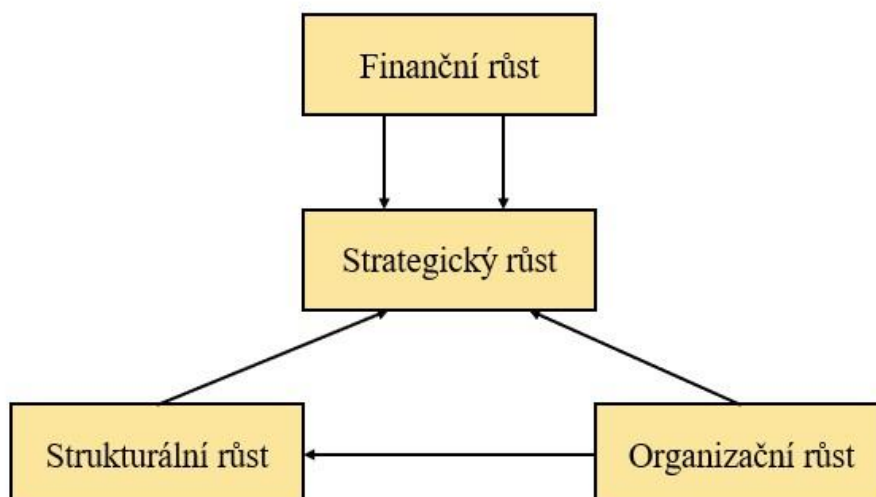 Finanční růst
Strategický růst
Strukturální růst
Organizační růst